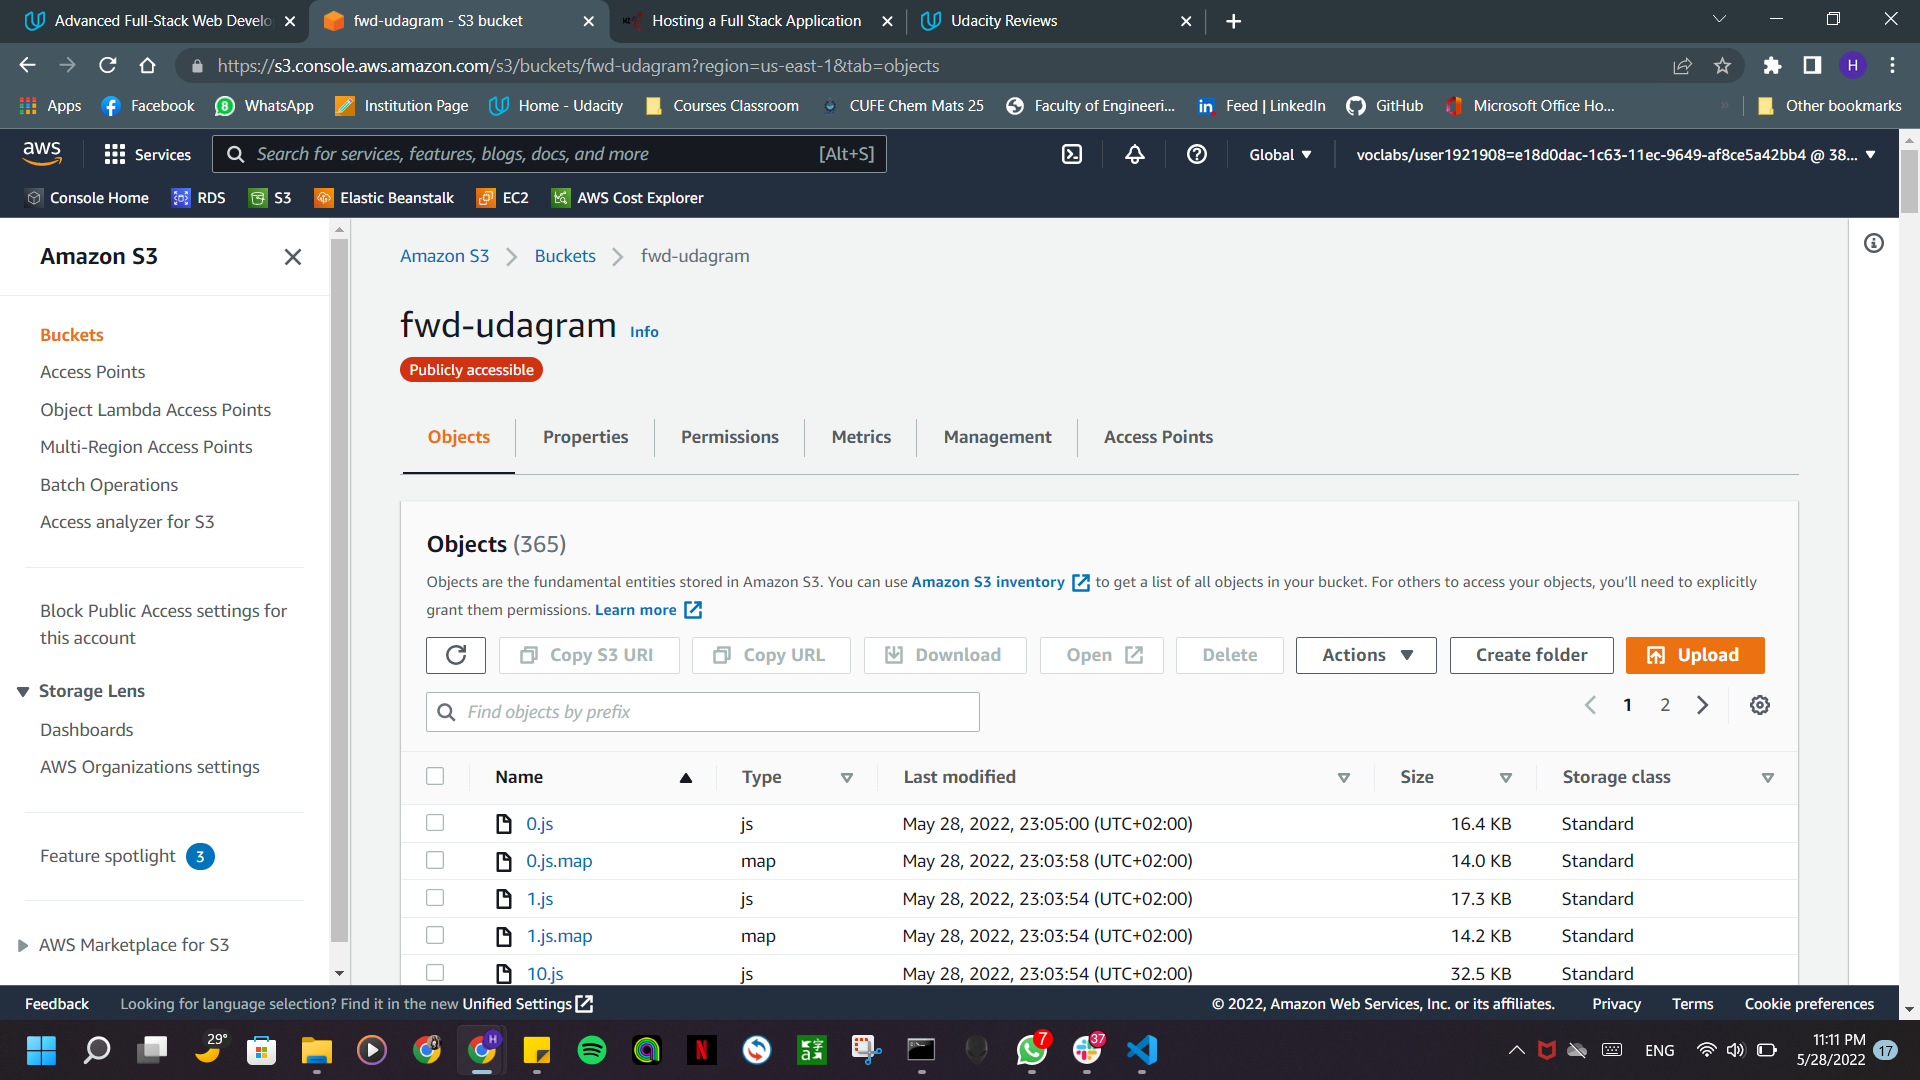 Advanced Full-Stack Web Develo
fwd-udagram - S3 bucket
Hosting a Full Stack Application
Udacity Reviews
https://s3.console.aws.amazon.com/s3/buckets/fwd-udagram?region=us-east-1&tab=objects
H
Apps
Facebook
8
WhatsApp
Institution Page
Home - Udacity
Courses Classroom
CUFE Chem Mats 25
Faculty of Engineeri...
Feed | LinkedIn
GitHub
Microsoft Office Ho...
Other bookmarks
aws
Services
Search for services, features, blogs, docs, and more
[Alt+S]
Global
voclabs/user1921908=e18d0dac-1c63-11ec-9649-af8ce5a42bb4 @ 38...
Console Home
RDS
S3
Elastic Beanstalk
EC2
AWS Cost Explorer
Amazon S3
Buckets
Access Points
Object Lambda Access Points
Multi-Region Access Points
Batch Operations
Access analyzer for S3
Block Public Access settings for
this account
Storage Lens
Dashboards
AWS Organizations settings
Feature spotlight 3
AWS Marketplace for S3
Amazon S3
Buckets
fwd-udagram
fwd-udagram Info
Publicly accessible
Objects
Properties
Permissions
Metrics
Management
Access Points
Objects (365)
Objects are the fundamental entities stored in Amazon S3. You can use Amazon S3 inventory to get a list of all objects in your bucket. For others to access your objects, you'll need to explicitly
grant them permissions. Learn more
Copy S3 URI
Copy URL
Download
Open
Delete
Actions
Create folder
Upload
Find objects by prefix
1
2
Name
Type
Last modified
Size
Storage class
0.js js May 28, 2022, 23:05:00 (UTC+02:00) 16.4 KB Standard
0.js.map map May 28, 2022, 23:03:58 (UTC+02:00) 14.0 KB Standard
1.js js May 28, 2022, 23:03:54 (UTC+02:00) 17.3 KB Standard
1.js.map map May 28, 2022, 23:03:54 (UTC+02:00) 14.2 KB Standard
10.js js May 28, 2022, 23:03:54 (UTC+02:00) 32.5 KB Standard
Feedback
Looking for language selection? Find it in the new Unified Settings
© 2022, Amazon Web Services, Inc. or its affiliates.
Privacy
Terms
Cookie preferences
29°
H
N
7
37
ENG
11:11 PM
5/28/2022
17